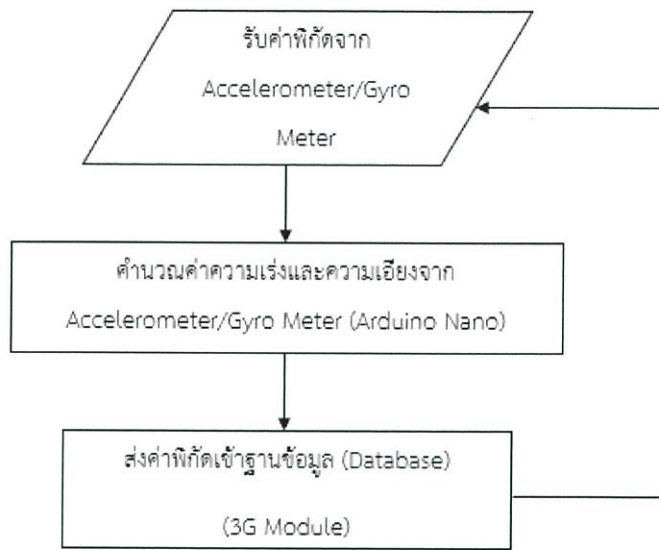 รับค่าพิกัดจาก
Accelerometer/Gyro
Meter
คำนวณค่าความเร่งและความเอียงจาก
Accelerometer/Gyro Meter (Arduino Nano)
ส่งค่าพิกัดเข้าฐานข้อมูล (Database)
(3G Module)